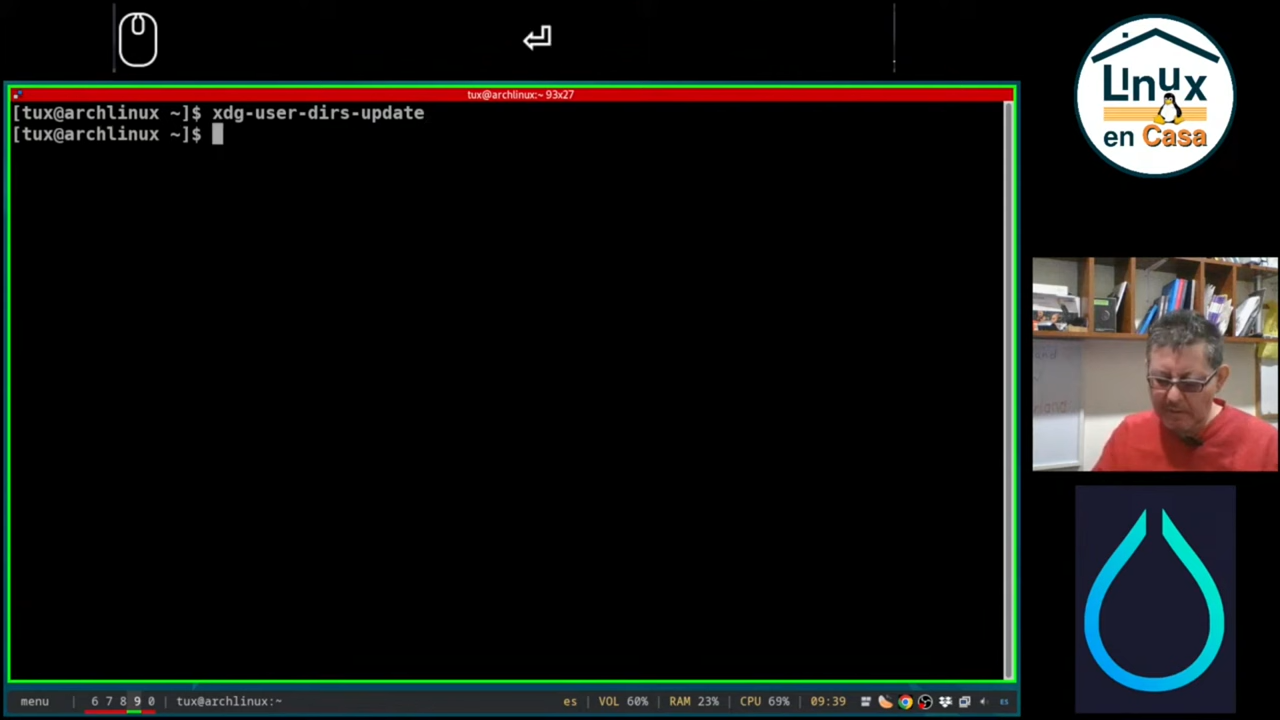 tux@archlinux:~ 93x27
[tux@archlinux ~]$ xdg-user-dirs-update
[tux@archlinux ~]$
LInux
en Casa
menu | 6 7 8 9 0 | tux@archlinux:~ es | VOL 60% | RAM 23% | CPU 69% | 09:39 ES